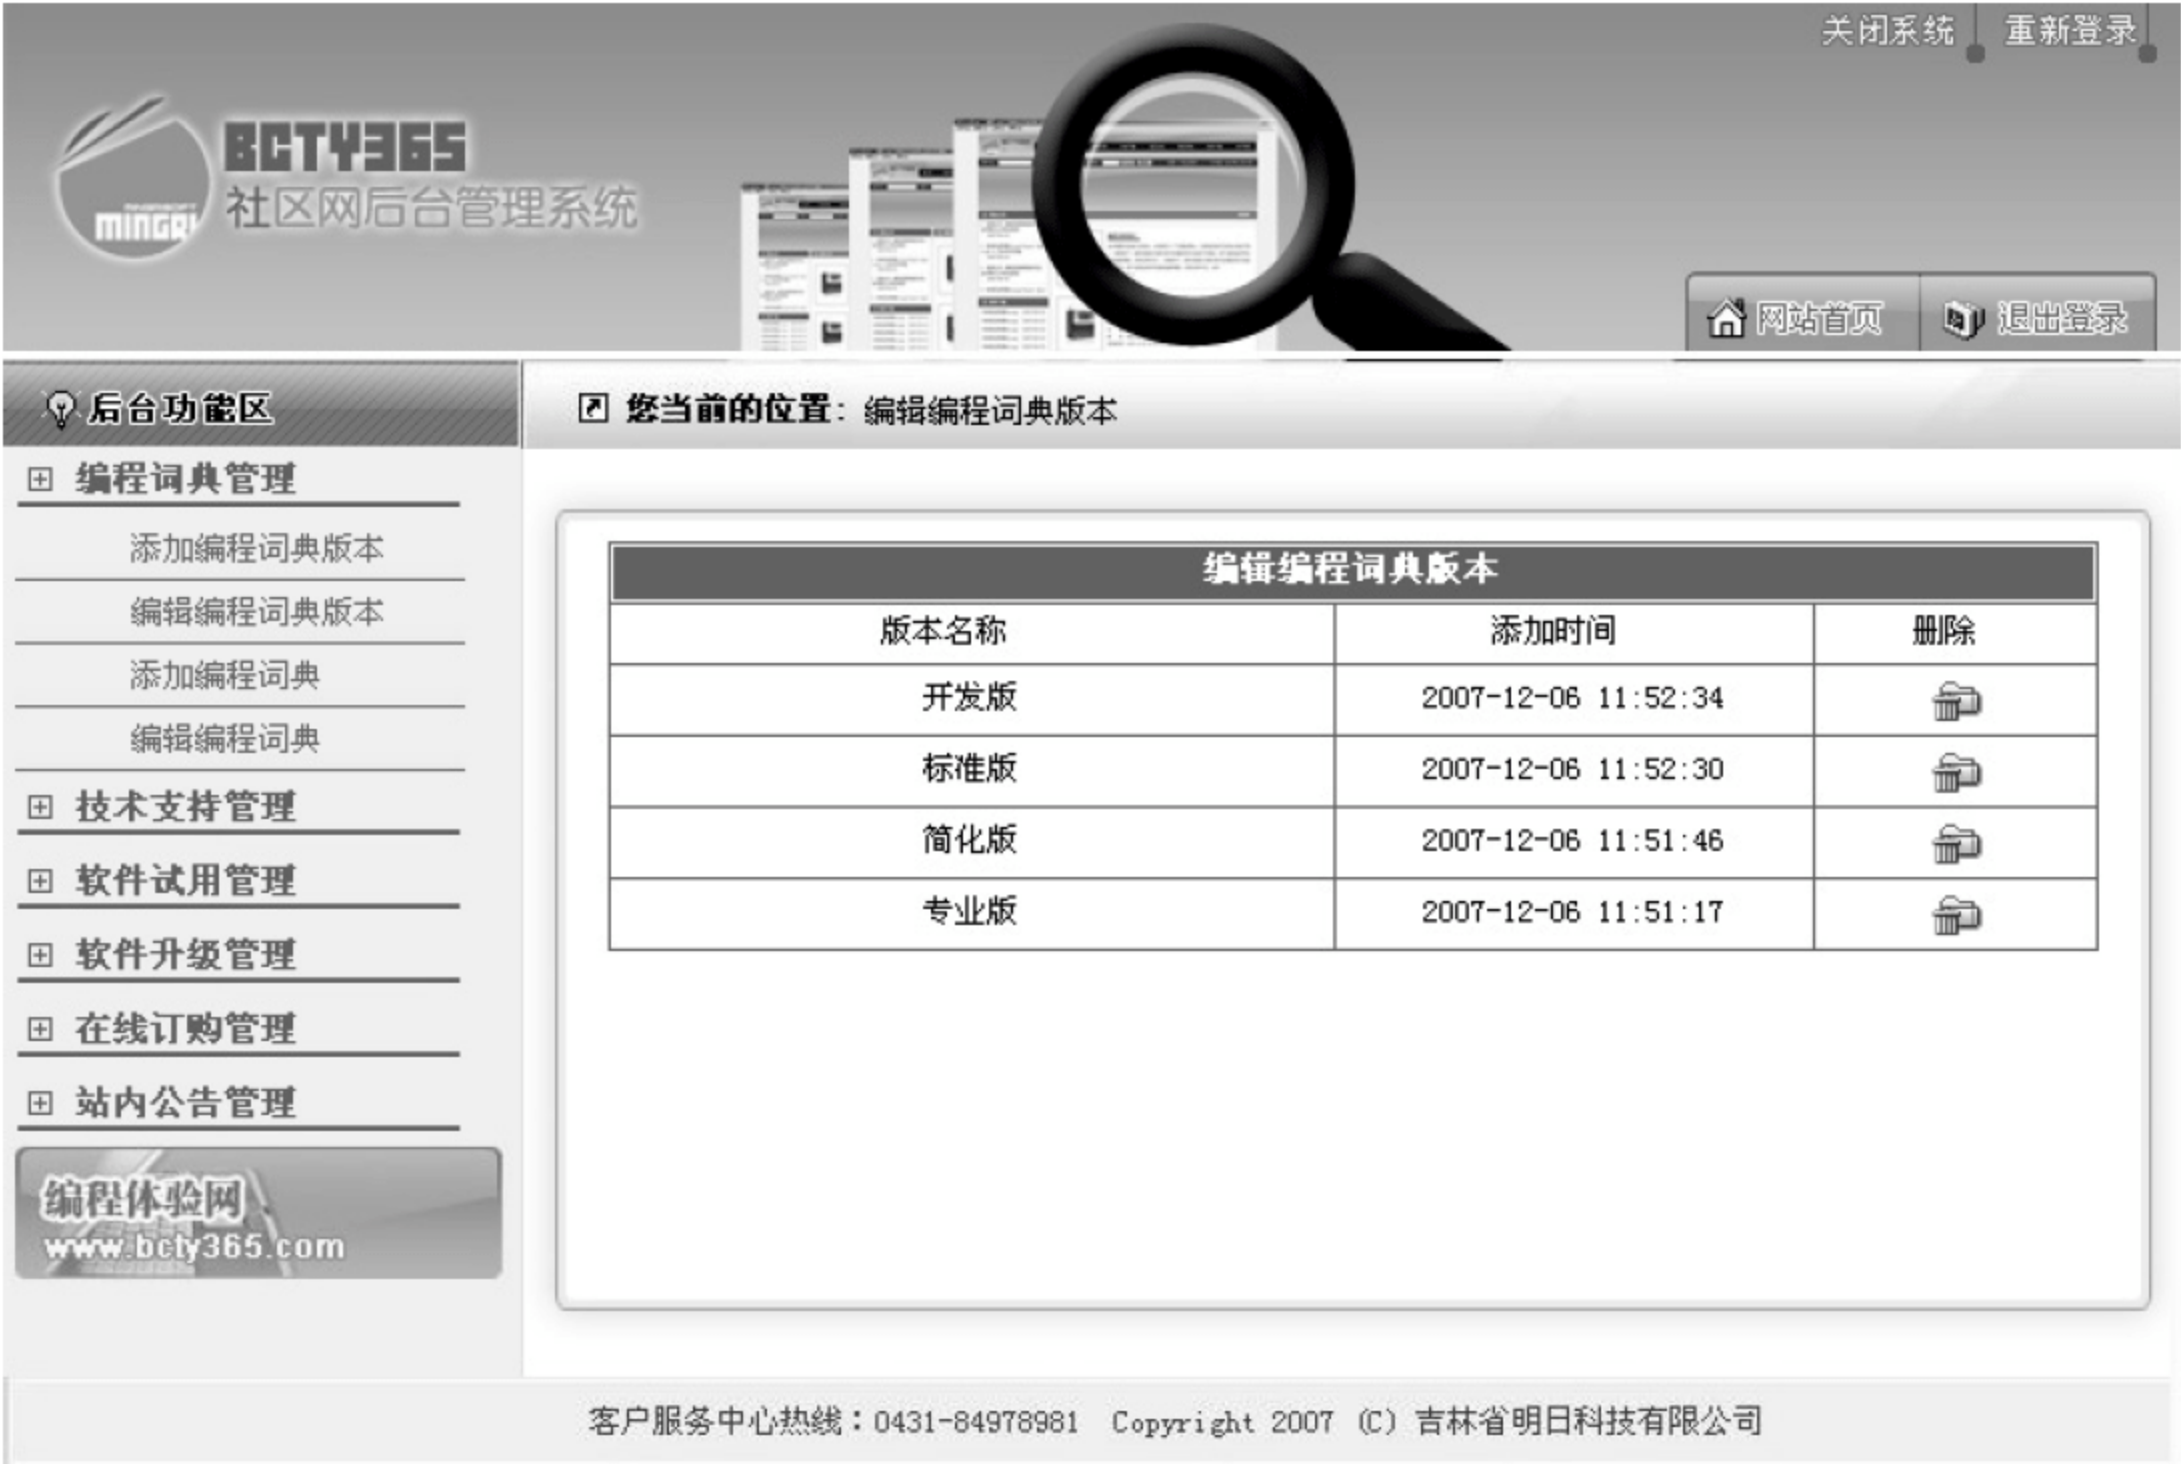 关闭系统 重新登录
BCTY365
社区网后台管理系统
MINGRI
网站首页 退出登录
后台功能区
您当前的位置：编辑编程词典版本
编程词典管理
添加编程词典版本
编辑编程词典版本
添加编程词典
编辑编程词典
技术支持管理
软件试用管理
软件升级管理
在线订购管理
站内公告管理
编程体验网
www.bcty365.com
编辑编程词典版本
版本名称 添加时间 删除
开发版 2007-12-06 11:52:34
标准版 2007-12-06 11:52:30
简化版 2007-12-06 11:51:46
专业版 2007-12-06 11:51:17
客户服务中心热线：0431-84978981 Copyright 2007 (C) 吉林省明日科技有限公司